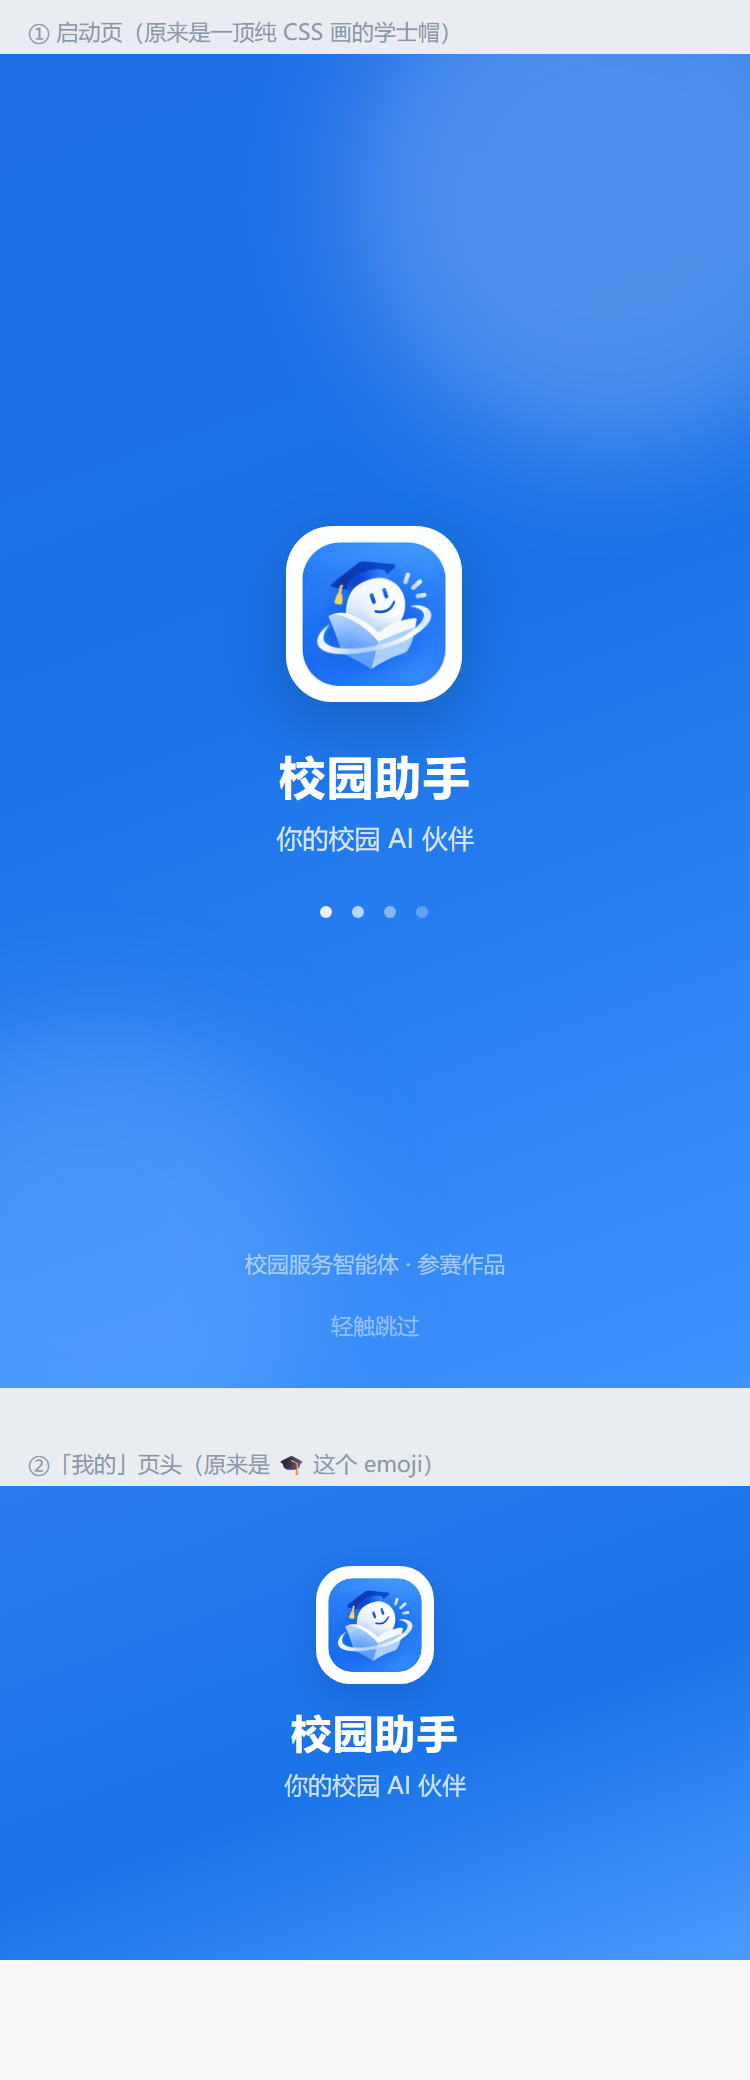 ① 启动页（原来是一顶纯 CSS 画的学士帽）
校园助手
你的校园 AI 伙伴
校园服务智能体 · 参赛作品
轻触跳过
②「我的」页头（原来是 🎓 这个 emoji）
校园助手
你的校园 AI 伙伴